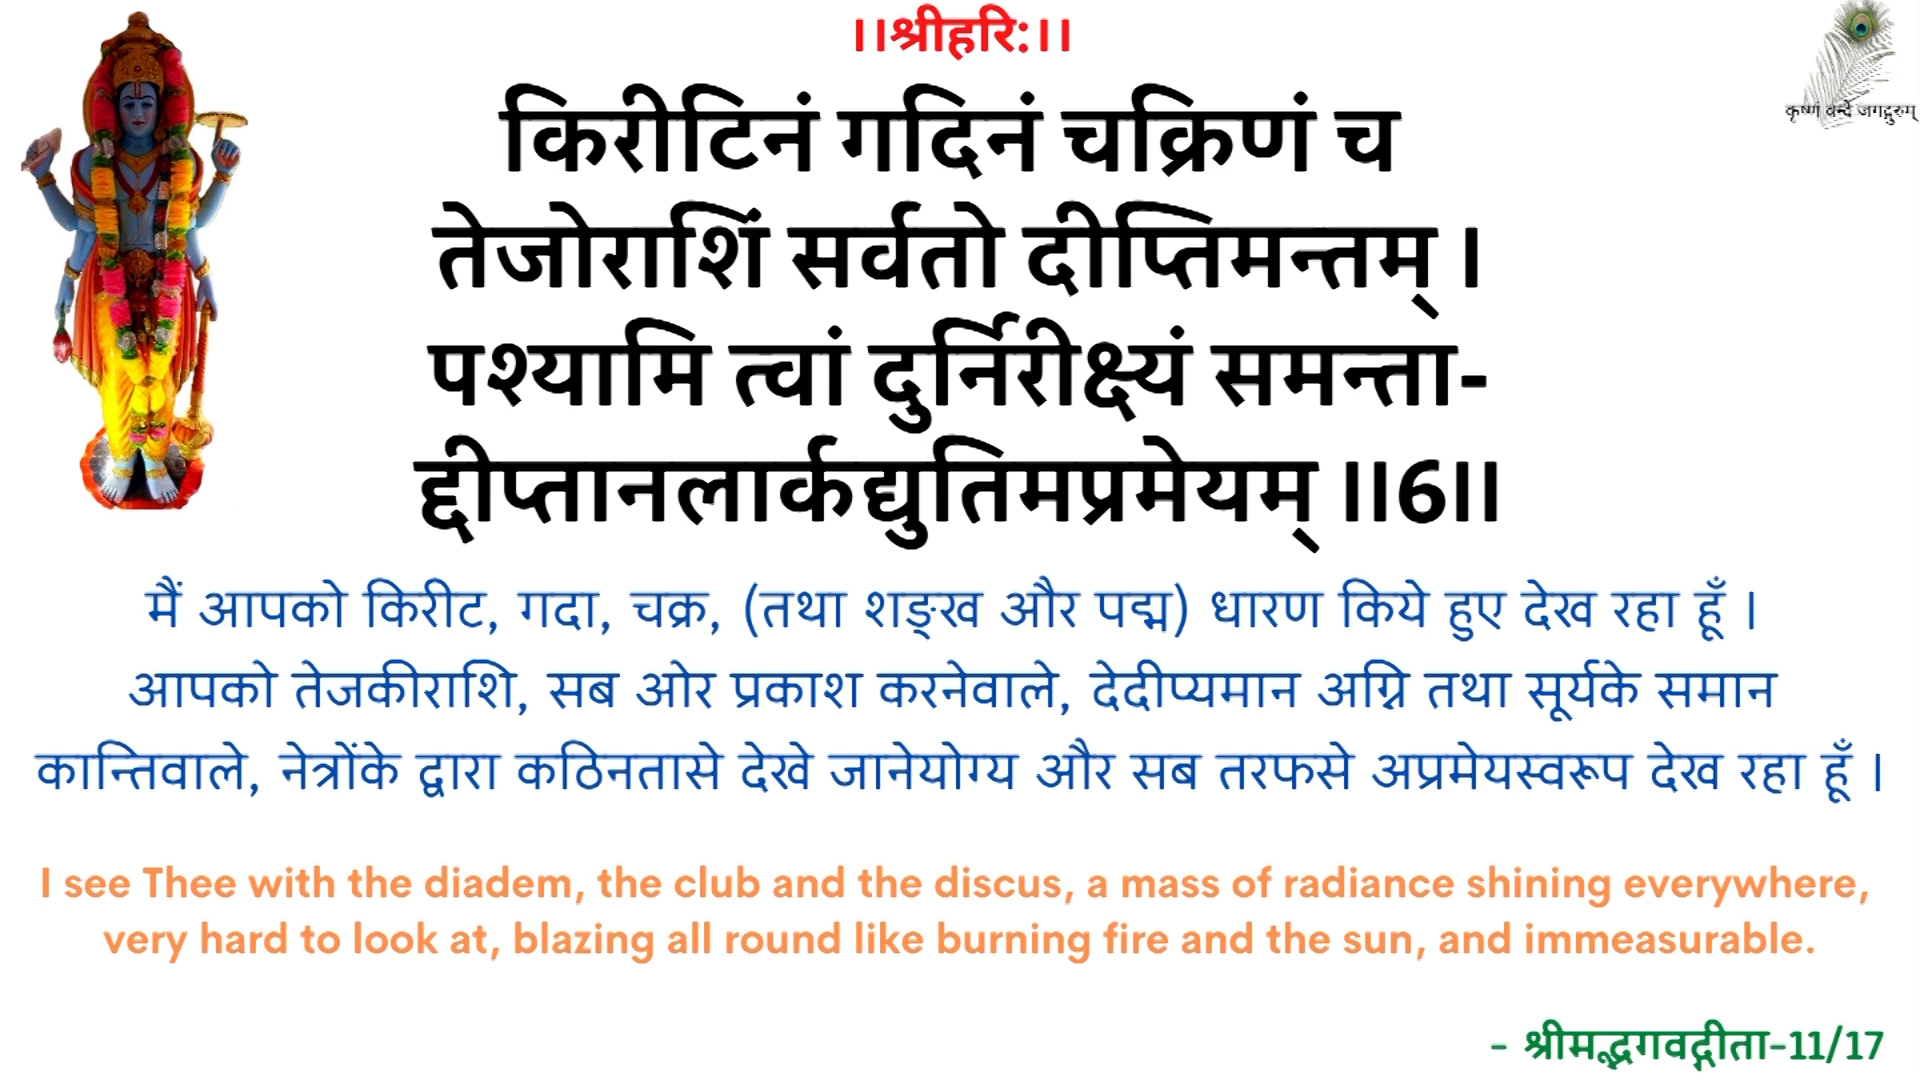 ।।श्रीहरि:।।
कृष्णं वन्दे जगद्गुरुम्
किरीटिनं गदिनं चक्रिणं च
तेजोराशिं सर्वतो दीप्तिमन्तम् ।
पश्यामि त्वां दुर्निरीक्ष्यं समन्ता-
द्दीप्तानलार्कद्युतिमप्रमेयम् ।।6।।
मैं आपको किरीट, गदा, चक्र, (तथा शङ्ख और पद्म) धारण किये हुए देख रहा हूँ ।
आपको तेजकीराशि, सब ओर प्रकाश करनेवाले, देदीप्यमान अग्नि तथा सूर्यके समान
कान्तिवाले, नेत्रोंके द्वारा कठिनतासे देखे जानेयोग्य और सब तरफसे अप्रमेयस्वरूप देख रहा हूँ ।
I see Thee with the diadem, the club and the discus, a mass of radiance shining everywhere,
very hard to look at, blazing all round like burning fire and the sun, and immeasurable.
- श्रीमद्भगवद्गीता-11/17